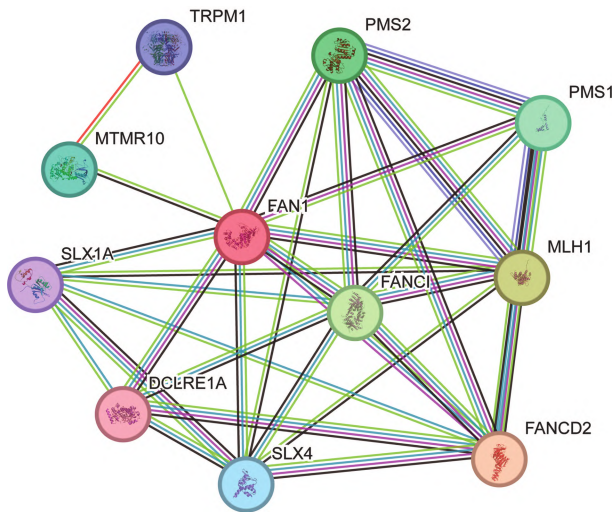 TRPM1
PMS2
PMS1
MTMR10
FAN1
SLX1A
MLH1
FANCI
DCLRE1A
FANCD2
SLX4